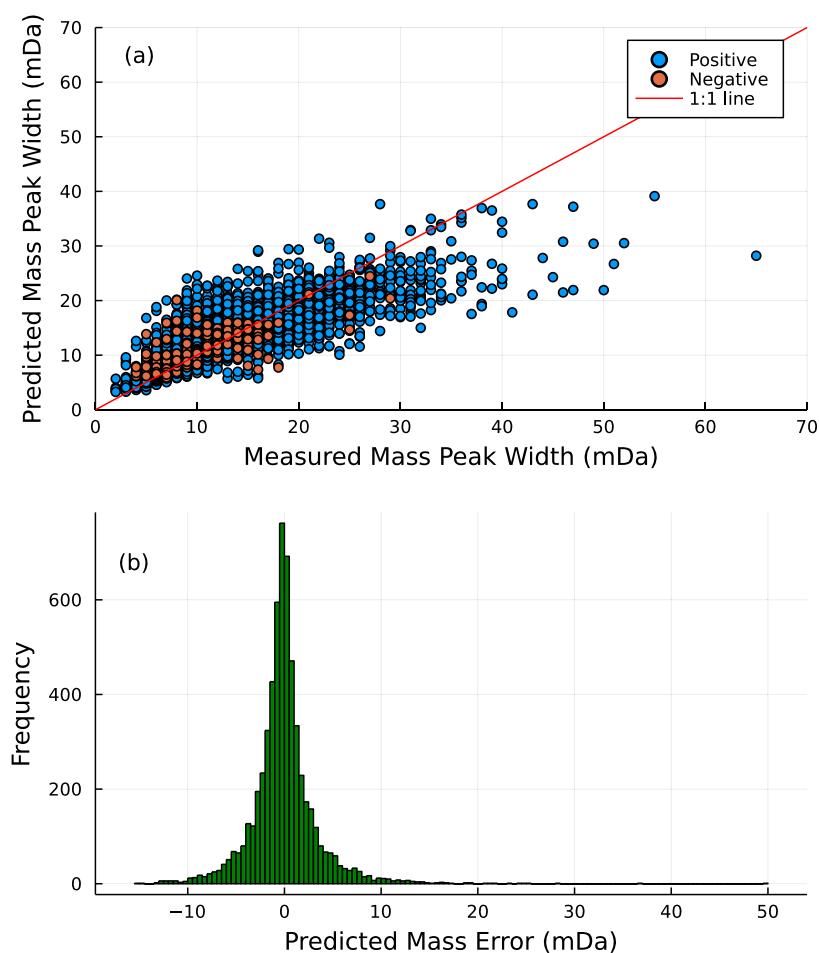 (a)
Positive
Negative
1:1 line
70
60
50
40
30
20
10
0
Predicted Mass Peak Width (mDa)
0 10 20 30 40 50 60 70
Measured Mass Peak Width (mDa)
(b)
600
400
200
0
Frequency
−10 0 10 20 30 40 50
Predicted Mass Error (mDa)